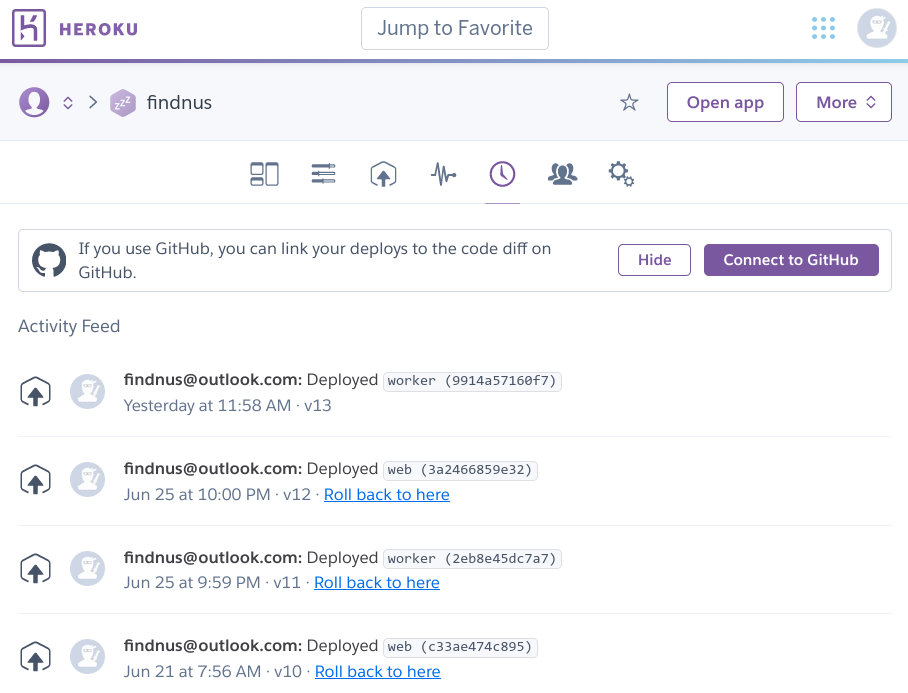 HEROKU
Jump to Favorite
findnus
Open app
More
If you use GitHub, you can link your deploys to the code diff on
GitHub.
Hide
Connect to GitHub
Activity Feed
findnus@outlook.com: Deployed worker (9914a57160f7)
Yesterday at 11:58 AM · v13
findnus@outlook.com: Deployed web (3a2466859e32)
Jun 25 at 10:00 PM · v12 · Roll back to here
findnus@outlook.com: Deployed worker (2eb8e45dc7a7)
Jun 25 at 9:59 PM · v11 · Roll back to here
findnus@outlook.com: Deployed web (c33ae474c895)
Jun 21 at 7:56 AM · v10 · Roll back to here